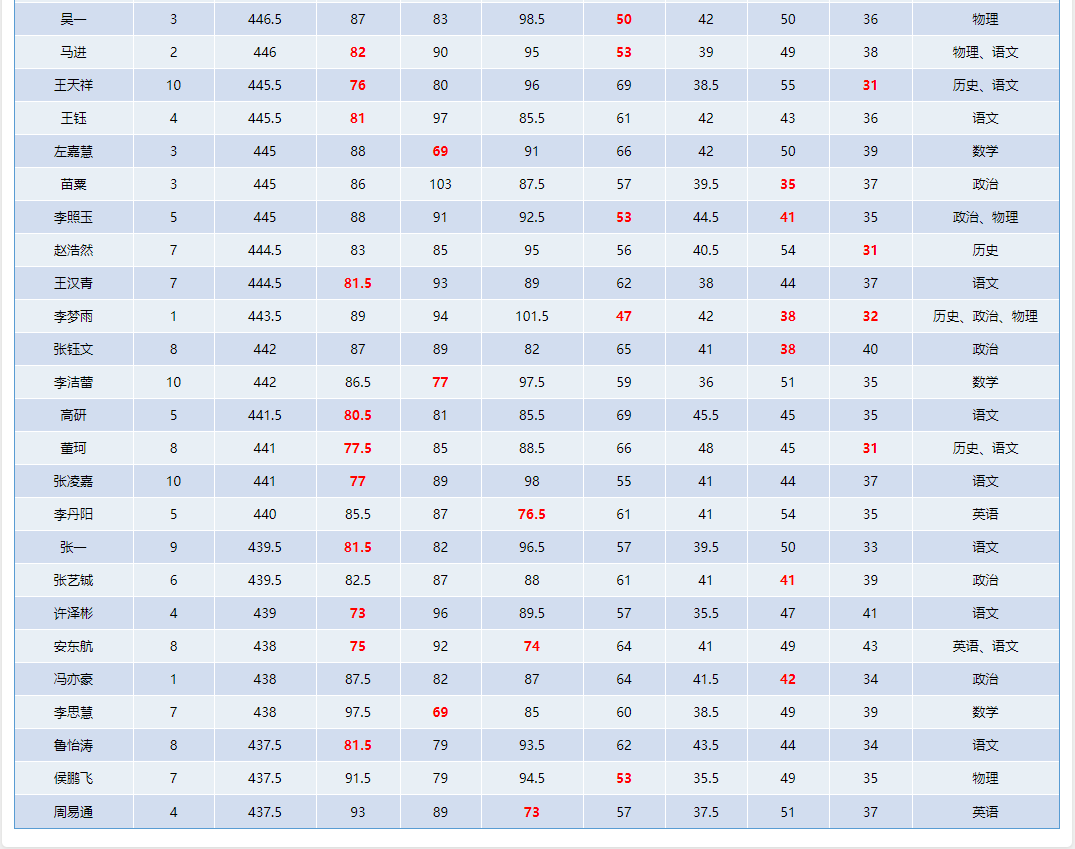 吴一 3 446.5 87 83 98.5 50 42 50 36 物理
马进 2 446 82 90 95 53 39 49 38 物理、语文
王天祥 10 445.5 76 80 96 69 38.5 55 31 历史、语文
王钰 4 445.5 81 97 85.5 61 42 43 36 语文
左嘉慧 3 445 88 69 91 66 42 50 39 数学
苗粟 3 445 86 103 87.5 57 39.5 35 37 政治
李照玉 5 445 88 91 92.5 53 44.5 41 35 政治、物理
赵浩然 7 444.5 83 85 95 56 40.5 54 31 历史
王汉青 7 444.5 81.5 93 89 62 38 44 37 语文
李梦雨 1 443.5 89 94 101.5 47 42 38 32 历史、政治、物理
张钰文 8 442 87 89 82 65 41 38 40 政治
李洁蕾 10 442 86.5 77 97.5 59 36 51 35 数学
高研 5 441.5 80.5 81 85.5 69 45.5 45 35 语文
董珂 8 441 77.5 85 88.5 66 48 45 31 历史、语文
张凌嘉 10 441 77 89 98 55 41 44 37 语文
李丹阳 5 440 85.5 87 76.5 61 41 54 35 英语
张一 9 439.5 81.5 82 96.5 57 39.5 50 33 语文
张艺铖 6 439.5 82.5 87 88 61 41 41 39 政治
许泽彬 4 439 73 96 89.5 57 35.5 47 41 语文
安东航 8 438 75 92 74 64 41 49 43 英语、语文
冯亦豪 1 438 87.5 82 87 64 41.5 42 34 政治
李思慧 7 438 97.5 69 85 60 38.5 49 39 数学
鲁怡涛 8 437.5 81.5 79 93.5 62 43.5 44 34 语文
侯鹏飞 7 437.5 91.5 79 94.5 53 35.5 49 35 物理
周易通 4 437.5 93 89 73 57 37.5 51 37 英语